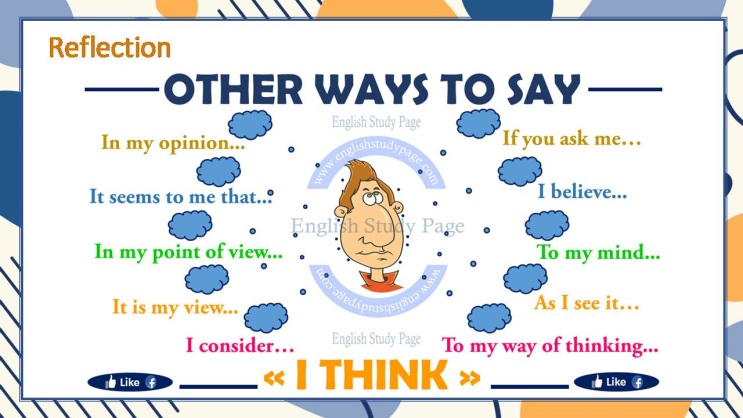 Reflection
OTHER WAYS TO SAY
English Study Page
In my opinion...
If you ask me...
www.englishstudypage.com
It seems to me that...
I believe...
English Study Page
In my point of view...
To my mind...
www.englishstudypage.com
It is my view...
As I see it...
English Study Page
I consider...
To my way of thinking...
« I THINK »
Like
Like